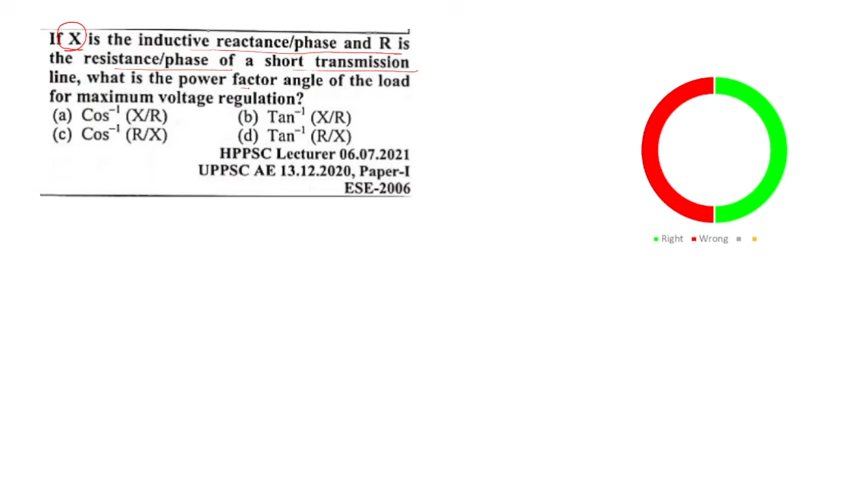 If X is the inductive reactance/phase and R is
the resistance/phase of a short transmission
line, what is the power factor angle of the load
for maximum voltage regulation?
(a) Cos⁻¹ (X/R) (b) Tan⁻¹ (X/R)
(c) Cos⁻¹ (R/X) (d) Tan⁻¹ (R/X)
HPPSC Lecturer 06.07.2021
UPPSC AE 13.12.2020, Paper-I
ESE-2006
Right Wrong